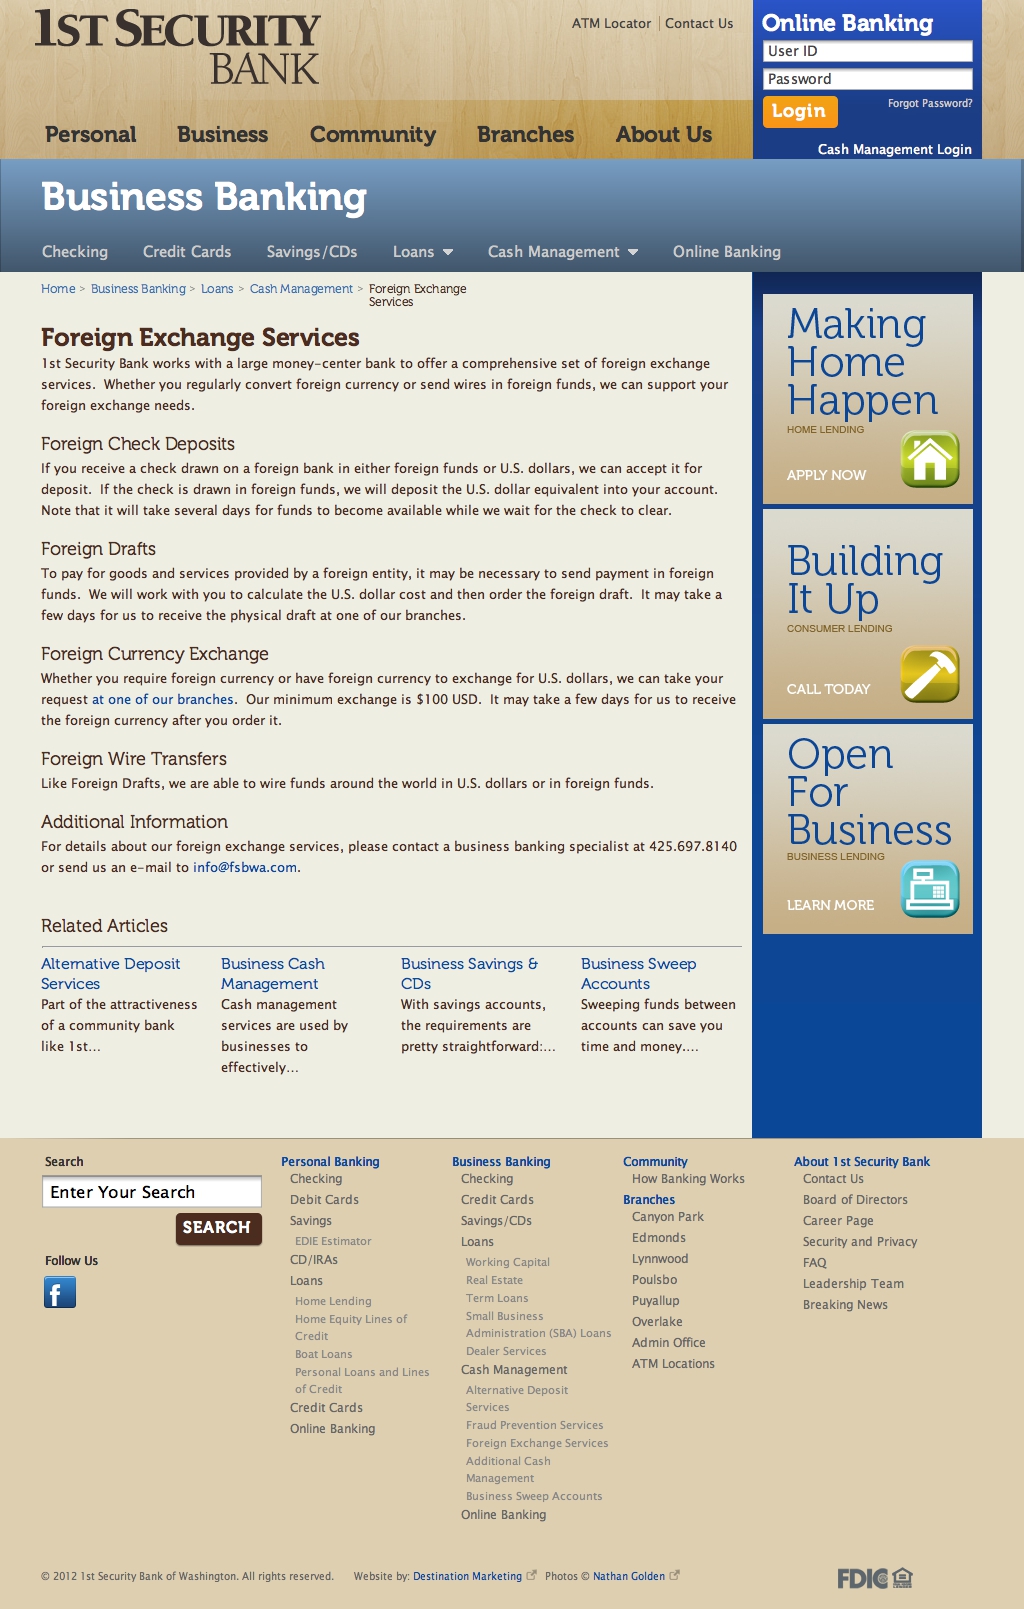 1ST SECURITY
BANK
ATM Locator | Contact Us
Online Banking
User ID
Password
Login
Forgot Password?
Cash Management Login
Personal Business Community Branches About Us
Business Banking
Checking Credit Cards Savings/CDs Loans Cash Management Online Banking
Home > Business Banking > Loans > Cash Management > Foreign Exchange
Services
Foreign Exchange Services
1st Security Bank works with a large money-center bank to offer a comprehensive set of foreign exchange
services. Whether you regularly convert foreign currency or send wires in foreign funds, we can support your
foreign exchange needs.
Foreign Check Deposits
If you receive a check drawn on a foreign bank in either foreign funds or U.S. dollars, we can accept it for
deposit. If the check is drawn in foreign funds, we will deposit the U.S. dollar equivalent into your account.
Note that it will take several days for funds to become available while we wait for the check to clear.
Foreign Drafts
To pay for goods and services provided by a foreign entity, it may be necessary to send payment in foreign
funds. We will work with you to calculate the U.S. dollar cost and then order the foreign draft. It may take a
few days for us to receive the physical draft at one of our branches.
Foreign Currency Exchange
Whether you require foreign currency or have foreign currency to exchange for U.S. dollars, we can take your
request at one of our branches. Our minimum exchange is $100 USD. It may take a few days for us to receive
the foreign currency after you order it.
Foreign Wire Transfers
Like Foreign Drafts, we are able to wire funds around the world in U.S. dollars or in foreign funds.
Additional Information
For details about our foreign exchange services, please contact a business banking specialist at 425.697.8140
or send us an e-mail to info@fsbwa.com.
Related Articles
Alternative Deposit
Services
Part of the attractiveness
of a community bank
like 1st...
Business Cash
Management
Cash management
services are used by
businesses to
effectively...
Business Savings &
CDs
With savings accounts,
the requirements are
pretty straightforward:...
Business Sweep
Accounts
Sweeping funds between
accounts can save you
time and money....
Making
Home
Happen
HOME LENDING
APPLY NOW
Building
It Up
CONSUMER LENDING
CALL TODAY
Open
For
Business
BUSINESS LENDING
LEARN MORE
Search
Enter Your Search
SEARCH
Follow Us
f
Personal Banking
Checking
Debit Cards
Savings
EDIE Estimator
CD/IRAs
Loans
Home Lending
Home Equity Lines of
Credit
Boat Loans
Personal Loans and Lines
of Credit
Credit Cards
Online Banking
Business Banking
Checking
Credit Cards
Savings/CDs
Loans
Working Capital
Real Estate
Term Loans
Small Business
Administration (SBA) Loans
Dealer Services
Cash Management
Alternative Deposit
Services
Fraud Prevention Services
Foreign Exchange Services
Additional Cash
Management
Business Sweep Accounts
Online Banking
Community
How Banking Works
Branches
Canyon Park
Edmonds
Lynnwood
Poulsbo
Puyallup
Overlake
Admin Office
ATM Locations
About 1st Security Bank
Contact Us
Board of Directors
Career Page
Security and Privacy
FAQ
Leadership Team
Breaking News
© 2012 1st Security Bank of Washington. All rights reserved. Website by: Destination Marketing Photos © Nathan Golden
FDIC